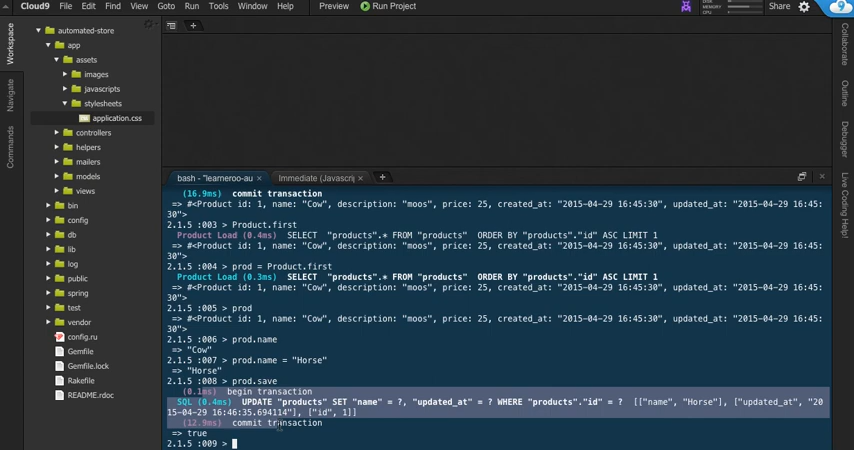 Cloud9 File Edit Find View Goto Run Tools Window Help Preview Run Project MEMORY CPU Share
Workspace
Navigate
Commands
automated-store
app
assets
images
javascripts
stylesheets
application.css
controllers
helpers
mailers
models
views
bin
config
db
lib
log
public
spring
test
vendor
config.ru
Gemfile
Gemfile.lock
Rakefile
README.rdoc
bash - "learneroo-au Immediate (Javascrip
(16.9ms) commit transaction
=> #<Product id: 1, name: "Cow", description: "moos", price: 25, created_at: "2015-04-29 16:45:30", updated_at: "2015-04-29 16:45:
30">
2.1.5 :003 > Product.first
Product Load (0.4ms) SELECT "products".* FROM "products" ORDER BY "products"."id" ASC LIMIT 1
=> #<Product id: 1, name: "Cow", description: "moos", price: 25, created_at: "2015-04-29 16:45:30", updated_at: "2015-04-29 16:45:
30">
2.1.5 :004 > prod = Product.first
Product Load (0.3ms) SELECT "products".* FROM "products" ORDER BY "products"."id" ASC LIMIT 1
=> #<Product id: 1, name: "Cow", description: "moos", price: 25, created_at: "2015-04-29 16:45:30", updated_at: "2015-04-29 16:45:
30">
2.1.5 :005 > prod
=> #<Product id: 1, name: "Cow", description: "moos", price: 25, created_at: "2015-04-29 16:45:30", updated_at: "2015-04-29 16:45:
30">
2.1.5 :006 > prod.name
=> "Cow"
2.1.5 :007 > prod.name = "Horse"
=> "Horse"
2.1.5 :008 > prod.save
(0.1ms) begin transaction
SQL (0.4ms) UPDATE "products" SET "name" = ?, "updated_at" = ? WHERE "products"."id" = ? [["name", "Horse"], ["updated_at", "20
15-04-29 16:46:35.694114"], ["id", 1]]
(12.9ms) commit transaction
=> true
2.1.5 :009 >
Collaborate
Outline
Debugger
Live Coding Help!